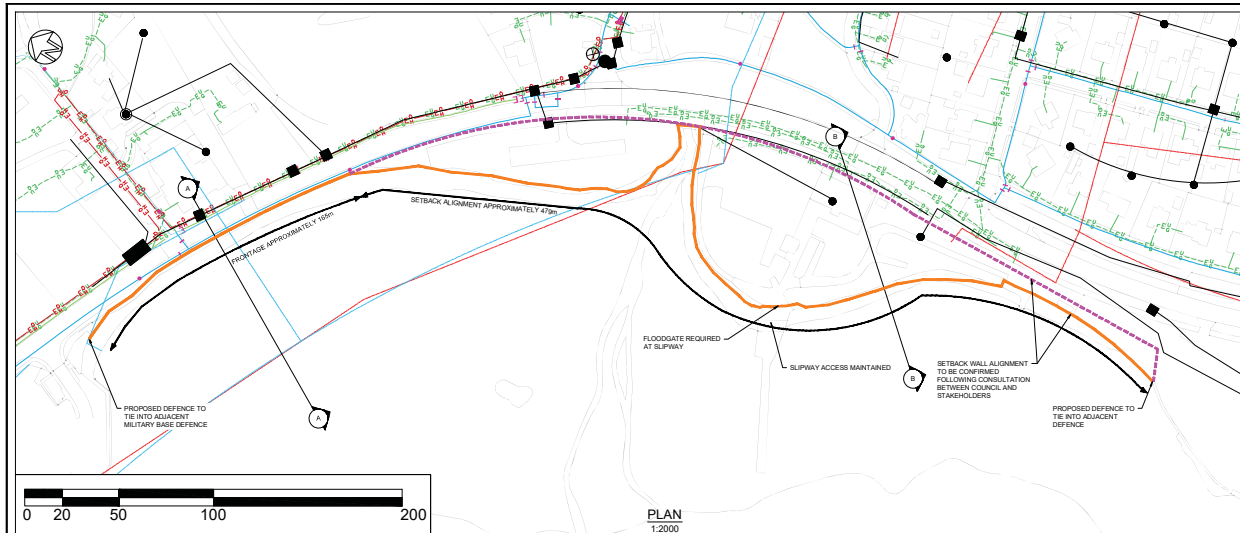 SETBACK ALIGNMENT APPROXIMATELY 479m
FRONTAGE APPROXIMATELY 165m
A
B
FLOODGATE REQUIRED
AT SLIPWAY
SLIPWAY ACCESS MAINTAINED
SETBACK WALL ALIGNMENT
TO BE CONFIRMED
FOLLOWING CONSULTATION
BETWEEN COUNCIL AND
STAKEHOLDERS
B
PROPOSED DEFENCE TO
TIE INTO ADJACENT
MILITARY BASE DEFENCE
A
PROPOSED DEFENCE TO
TIE INTO ADJACENT
DEFENCE
0 20 50 100 200
PLAN
1:2000